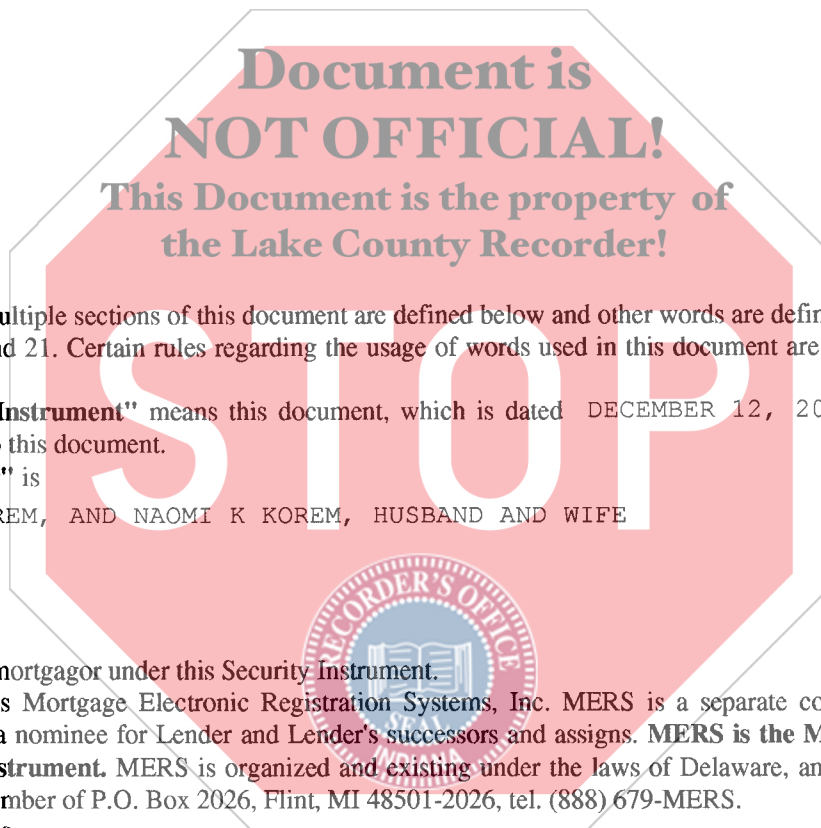 Document is
NOT OFFICIAL!
This Document is the property of
the Lake County Recorder!
ultiple sections of this document are defined below and other words are defin
d 21. Certain rules regarding the usage of words used in this document are
STOP
Instrument" means this document, which is dated DECEMBER 12, 20
this document.
" is
REM, AND NAOMI K KOREM, HUSBAND AND WIFE
RECORDER'S OFFICE
mortgagor under this Security Instrument.
s Mortgage Electronic Registration Systems, Inc. MERS is a separate co
a nominee for Lender and Lender's successors and assigns. MERS is the M
SEAL
strument. MERS is organized and existing under the laws of Delaware, an
INDIANA
mber of P.O. Box 2026, Flint, MI 48501-2026, tel. (888) 679-MERS.